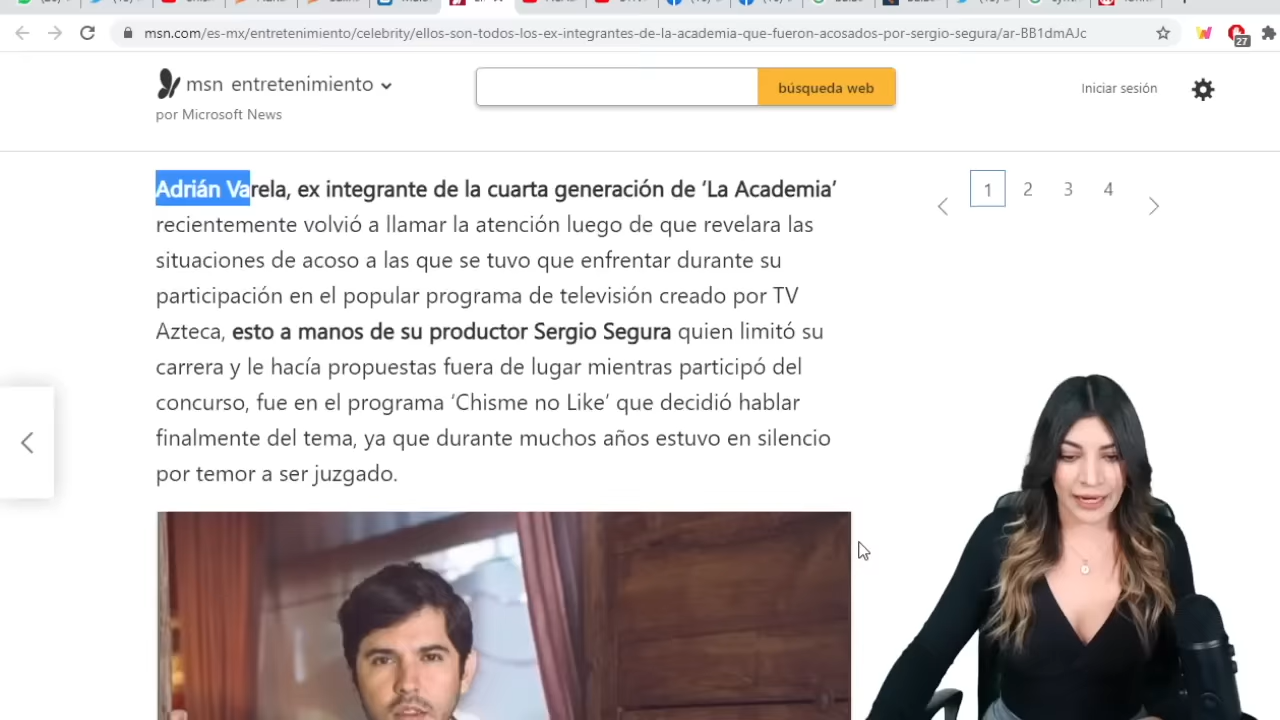 msn.com/es-mx/entretenimiento/celebrity/ellos-son-todos-los-ex-integrantes-de-la-academia-que-fueron-acosados-por-sergio-segura/ar-BB1dmAJc
27
msn entretenimiento
búsqueda web
Iniciar sesión
por Microsoft News
Adrián Varela, ex integrante de la cuarta generación de ‘La Academia’
1 2 3 4
recientemente volvió a llamar la atención luego de que revelara las
situaciones de acoso a las que se tuvo que enfrentar durante su
participación en el popular programa de televisión creado por TV
Azteca, esto a manos de su productor Sergio Segura quien limitó su
carrera y le hacía propuestas fuera de lugar mientras participó del
concurso, fue en el programa ‘Chisme no Like’ que decidió hablar
finalmente del tema, ya que durante muchos años estuvo en silencio
por temor a ser juzgado.